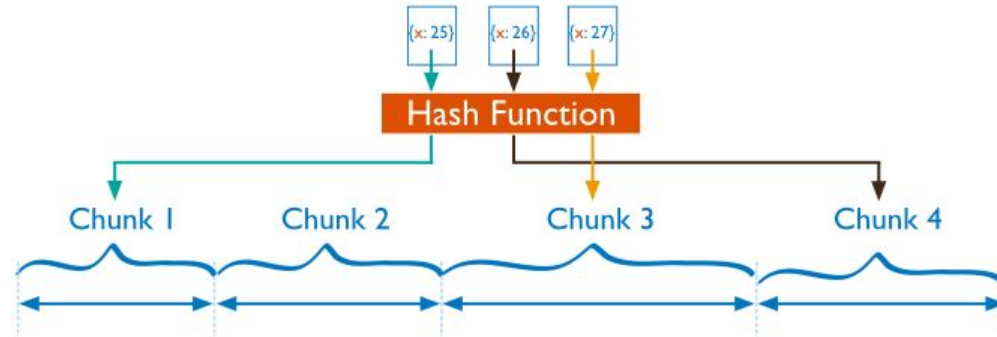 {x: 25} {x: 26} {x: 27}
Hash Function
Chunk 1 Chunk 2 Chunk 3 Chunk 4